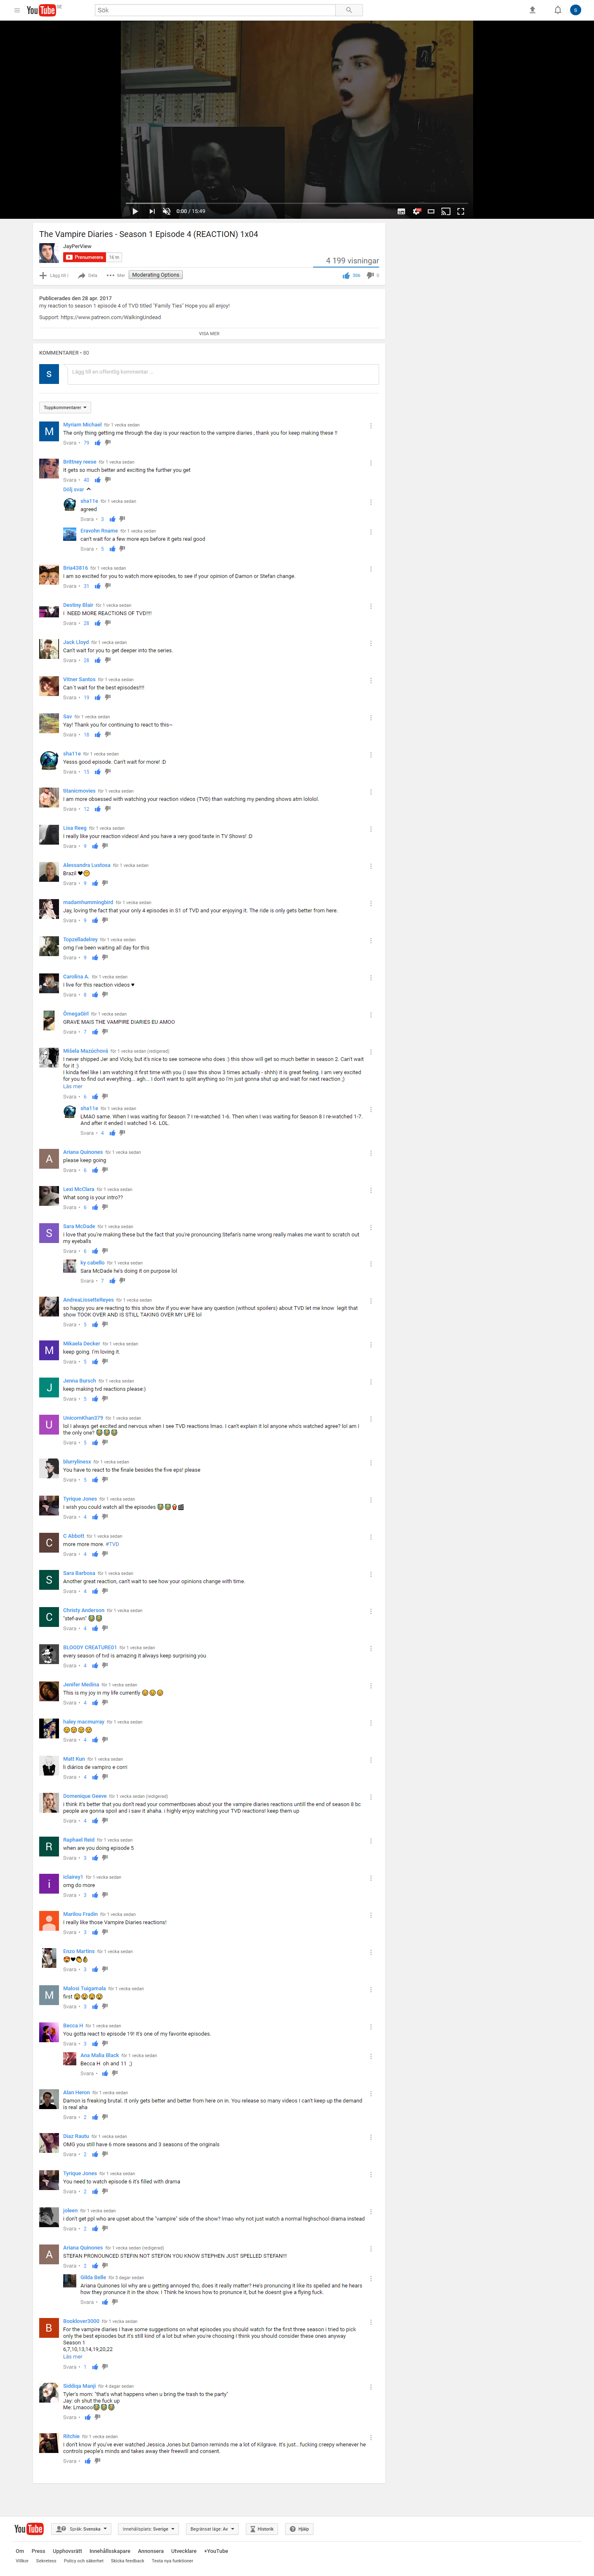 YouTube SE
Sök
S
0:00 / 15:49
The Vampire Diaries - Season 1 Episode 4 (REACTION) 1x04
JayPerView
Prenumerera 16 tn
4 199 visningar
Lägg till i Dela Mer Moderating Options
506 0
Publicerades den 28 apr. 2017
my reaction to season 1 episode 4 of TVD titled "Family Ties" Hope you all enjoy!
Support: https://www.patreon.com/WalkingUndead
VISA MER
KOMMENTARER • 80
S
Lägg till en offentlig kommentar ...
Toppkommentarer
M
Myriam Michael för 1 vecka sedan
The only thing getting me through the day is your reaction to the vampire diaries , thank you for keep making these !!
Svara • 79
Brittney reese för 1 vecka sedan
It gets so much better and exciting the further you get
Svara • 40
Dölj svar
sha11e för 1 vecka sedan
agreed
Svara • 3
Eravohn Rname för 1 vecka sedan
can't wait for a few more eps before it gets real good
Svara • 5
Bria43816 för 1 vecka sedan
I am so excited for you to watch more episodes, to see if your opinion of Damon or Stefan change.
Svara • 31
Destiny Blair för 1 vecka sedan
I NEED MORE REACTIONS OF TVD!!!!
Svara • 28
Jack Lloyd för 1 vecka sedan
Can't wait for you to get deeper into the series.
Svara • 28
Vitner Santos för 1 vecka sedan
Can´t wait for the best episodes!!!!
Svara • 19
Sav för 1 vecka sedan
Yay! Thank you for continuing to react to this~
Svara • 18
sha11e för 1 vecka sedan
Yesss good episode. Can't wait for more! :D
Svara • 15
titanicmovies för 1 vecka sedan
I am more obsessed with watching your reaction videos (TVD) than watching my pending shows atm lololol.
Svara • 12
Lisa Reeg för 1 vecka sedan
I really like your reaction videos! And you have a very good taste in TV Shows! :D
Svara • 9
Alessandra Lustosa för 1 vecka sedan
Brazil ❤😊
Svara • 9
madamhummingbird för 1 vecka sedan
Jay, loving the fact that your only 4 episodes in S1 of TVD and your enjoying it. The ride is only gets better from here.
Svara • 9
Topzelladelrey för 1 vecka sedan
omg I've been waiting all day for this
Svara • 9
Carolina A. för 1 vecka sedan
I live for this reaction videos ♥
Svara • 8
ÔmegaGirl för 1 vecka sedan
GRAVE MAIS THE VAMPIRE DIARIES EU AMOO
Svara • 7
Mišela Mazúchová för 1 vecka sedan (redigerad)
I never shipped Jer and Vicky, but it's nice to see someone who does :) this show will get so much better in season 2. Can't wait
for it :)
I kinda feel like I am watching it first time with you (I saw this show 3 times actually - shhh) it is great feeling. I am very excited
for you to find out everything... agh... I don't want to split anything so I'm just gonna shut up and wait for next reaction ;)
Läs mer
Svara • 6
sha11e för 1 vecka sedan
LMAO same. When I was waiting for Season 7 I re-watched 1-6. Then when I was waiting for Season 8 I re-watched 1-7.
And after it ended I watched 1-6. LOL.
Svara • 4
A
Ariana Quinones för 1 vecka sedan
please keep going
Svara • 6
Lexi McClara för 1 vecka sedan
What song is your intro??
Svara • 6
S
Sara McDade för 1 vecka sedan
I love that you're making these but the fact that you're pronouncing Stefan's name wrong really makes me want to scratch out
my eyeballs
Svara • 6
ky cabello för 1 vecka sedan
Sara McDade he's doing it on purpose lol
Svara • 7
AndreaLissetteReyes för 1 vecka sedan
so happy you are reacting to this show btw if you ever have any question (without spoilers) about TVD let me know legit that
show TOOK OVER AND IS STILL TAKING OVER MY LIFE lol
Svara • 5
M
Mikaela Decker för 1 vecka sedan
keep going. I'm loving it.
Svara • 5
J
Jenna Bursch för 1 vecka sedan
keep making tvd reactions please:)
Svara • 5
U
UnicornKhan379 för 1 vecka sedan
lol I always get excited and nervous when I see TVD reactions lmao. I can't explain it lol anyone who's watched agree? lol am I
the only one? 😂😂😂
Svara • 5
blurryliness för 1 vecka sedan
You have to react to the finale besides the five eps! please
Svara • 5
Tyrique Jones för 1 vecka sedan
I wish you could watch all the episodes
Svara • 4
C
C Abbott för 1 vecka sedan
more more more. #TVD
Svara • 4
S
Sara Barbosa för 1 vecka sedan
Another great reaction, can't wait to see how your opinions change with time.
Svara • 4
C
Christy Anderson för 1 vecka sedan
"stef-awn" 😂😂
Svara • 4
BLOODY CREATURE01 för 1 vecka sedan
every season of tvd is amazing it always keep surprising you
Svara • 4
Jenifer Medina för 1 vecka sedan
This is my joy in my life currently
Svara • 4
haley macmurray för 1 vecka sedan
Svara • 4
Matt Kun för 1 vecka sedan
li diários de vampiro e corri
Svara • 4
Domenique Geeve för 1 vecka sedan (redigerad)
i think it's better that you don't read your commentboxes about your the vampire diaries reactions untill the end of season 8 bc
people are gonna spoil and i saw it ahaha. i highly enjoy watching your TVD reactions! keep them up
Svara • 4
R
Raphael Reid för 1 vecka sedan
when are you doing episode 5
Svara • 3
i
iclairey1 för 1 vecka sedan
omg do more
Svara • 3
Marilou Fradin för 1 vecka sedan
I really like those Vampire Diaries reactions!
Svara • 3
Enzo Martins för 1 vecka sedan
Svara • 3
M
Malosi Tuigamala för 1 vecka sedan
first
Svara • 3
Becca H för 1 vecka sedan
You gotta react to episode 19! It's one of my favorite episodes.
Svara • 3
Ana Malia Black för 1 vecka sedan
Becca H oh and 11 ;)
Svara •
Alan Heron för 1 vecka sedan
Damon is freaking brutal. It only gets better and better from here on in. You release so many videos I can't keep up the demand
is real aha
Svara • 2
Diaz Rautu för 1 vecka sedan
OMG you still have 6 more seasons and 3 seasons of the originals
Svara • 2
Tyrique Jones för 1 vecka sedan
You need to watch episode 6 it's filled with drama
Svara • 2
jvleen för 1 vecka sedan
I don't get ppl who are upset about the "vampire" side of the show? lmao why not just watch a normal highschool drama instead
Svara • 2
A
Ariana Quinones för 1 vecka sedan (redigerad)
STEFAN PRONOUNCED STEFIN NOT STEFON YOU KNOW STEPHEN JUST SPELLED STEFAN!!!
Svara • 2
Gilda Belle för 3 dagar sedan
Ariana Quinones lol why are u getting annoyed tho, does it really matter? He's pronouncing it like its spelled and he hears
how they pronunce it in the show. I Think he knows how to pronunce it, but he doesnt give a flying fuck.
Svara •
B
Booklover3000 för 1 vecka sedan
For the vampire diaries I have some suggestions on what episodes you should watch for the first three season i tried to pick
only the best episodes but it's still kind of a lot but when you're choosing I think you should consider these ones anyway
Season 1
6,7,10,13,14,19,20,22
Läs mer
Svara • 1
Siddiqa Manji för 4 dagar sedan
Tyler's mom: "that's what happens when u bring the trash to the party"
Jay: oh shut the fuck up
Me: Lmaooo😂😂😂
Svara •
Ritchie för 1 vecka sedan
I don't know if you've ever watched Jessica Jones but Damon reminds me a lot of Kilgrave. It's just.. fucking creepy whenever he
controls people's minds and takes away their freewill and consent.
Svara •
YouTube Språk: Svenska Innehållsplats: Sverige Begränsat läge: Av Historik Hjälp
Om Press Upphovsrätt Innehållsskapare Annonsera Utvecklare +YouTube
Villkor Sekretess Policy och säkerhet Skicka feedback Testa nya funktioner